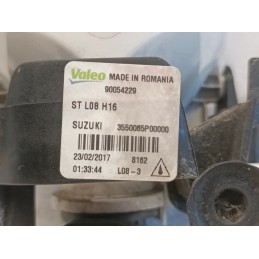 Valeo MADE IN ROMANIA
90054229
ST L08 H16
SUZUKI 3550085P00000
23/02/2017 8162
01:33:44 L08-3